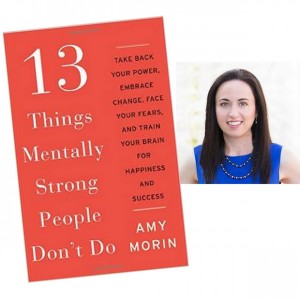 13
Things
Mentally
Strong
People
Don't Do
TAKE BACK
YOUR POWER,
EMBRACE
CHANGE, FACE
YOUR FEARS,
AND TRAIN
YOUR BRAIN
FOR
HAPPINESS
AND
SUCCESS
AMY
MORIN